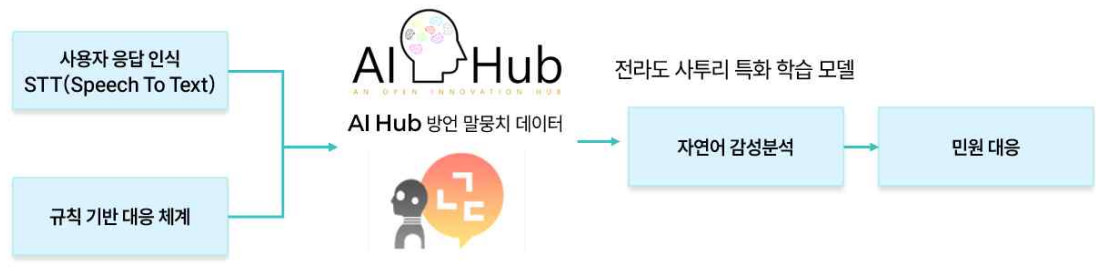 사용자 응답 인식
STT(Speech To Text)
규칙 기반 대응 체계
AI Hub
AN OPEN INNOVATION HUB
AI Hub 방언 말뭉치 데이터
ㄱ
ㄴㄷ
전라도 사투리 특화 학습 모델
자연어 감성분석
민원 대응